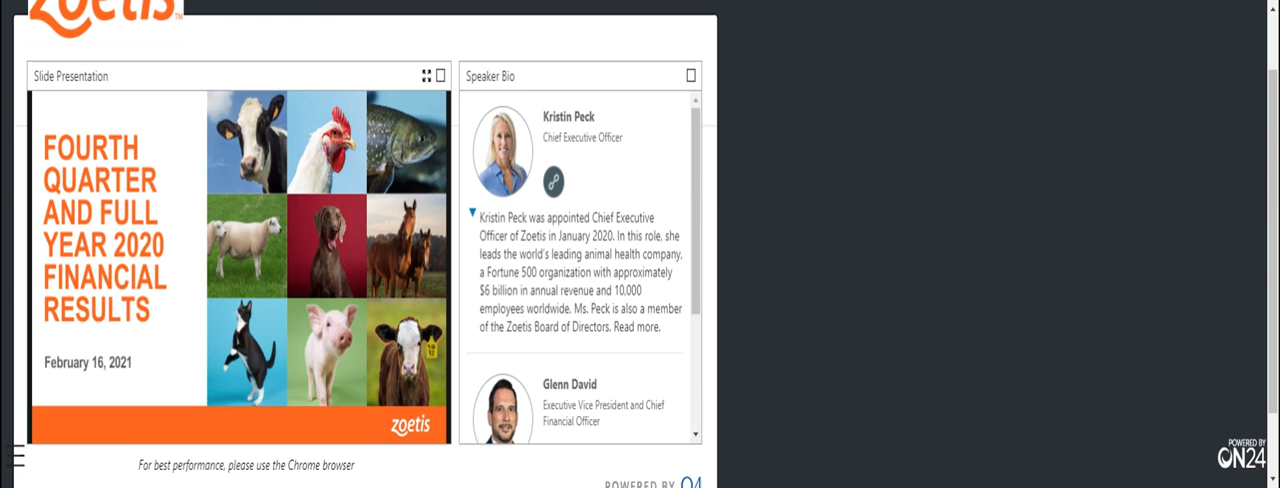 zoetis™
Slide Presentation
FOURTH
QUARTER
AND FULL
YEAR 2020
FINANCIAL
RESULTS
February 16, 2021
zoetis
For best performance, please use the Chrome browser
Speaker Bio
Kristin Peck
Chief Executive Officer
Kristin Peck was appointed Chief Executive
Officer of Zoetis in January 2020. In this role, she
leads the world's leading animal health company,
a Fortune 500 organization with approximately
$6 billion in annual revenue and 10,000
employees worldwide. Ms. Peck is also a member
of the Zoetis Board of Directors. Read more.
Glenn David
Executive Vice President and Chief
Financial Officer
POWERED BY Q4
POWERED BY
ON24